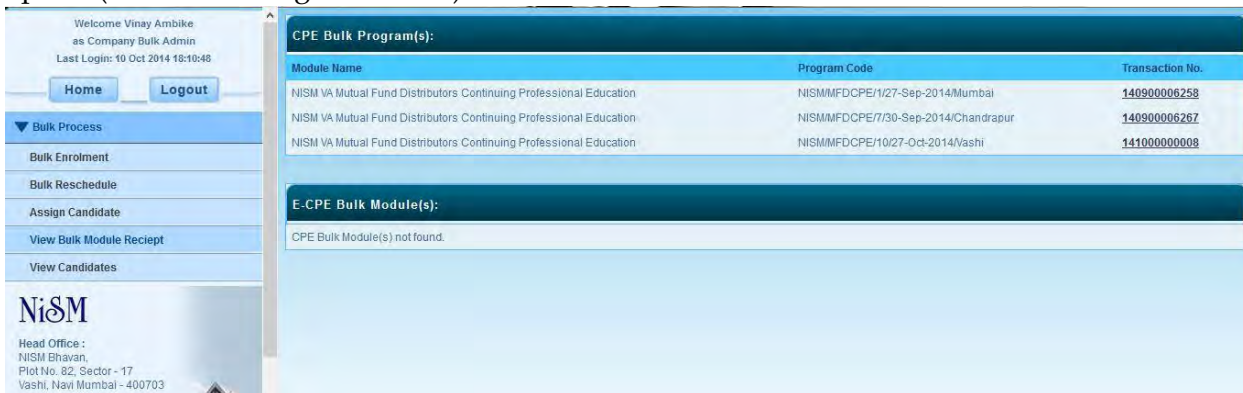 Welcome Vinay Ambike
as Company Bulk Admin
Last Login: 10 Oct 2014 18:10:48
Home Logout
Bulk Process
Bulk Enrolment
Bulk Reschedule
Assign Candidate
View Bulk Module Reciept
View Candidates
NiSM
Head Office :
NISM Bhavan,
Plot No. 82, Sector - 17
Vashi, Navi Mumbai - 400703
CPE Bulk Program(s):
Module Name Program Code Transaction No.
NISM VA Mutual Fund Distributors Continuing Professional Education NISM/MFDCPE/1/27-Sep-2014/Mumbai 140900006258
NISM VA Mutual Fund Distributors Continuing Professional Education NISM/MFDCPE/7/30-Sep-2014/Chandrapur 140900006267
NISM VA Mutual Fund Distributors Continuing Professional Education NISM/MFDCPE/10/27-Oct-2014/Vashi 141000000008
E-CPE Bulk Module(s):
CPE Bulk Module(s) not found.